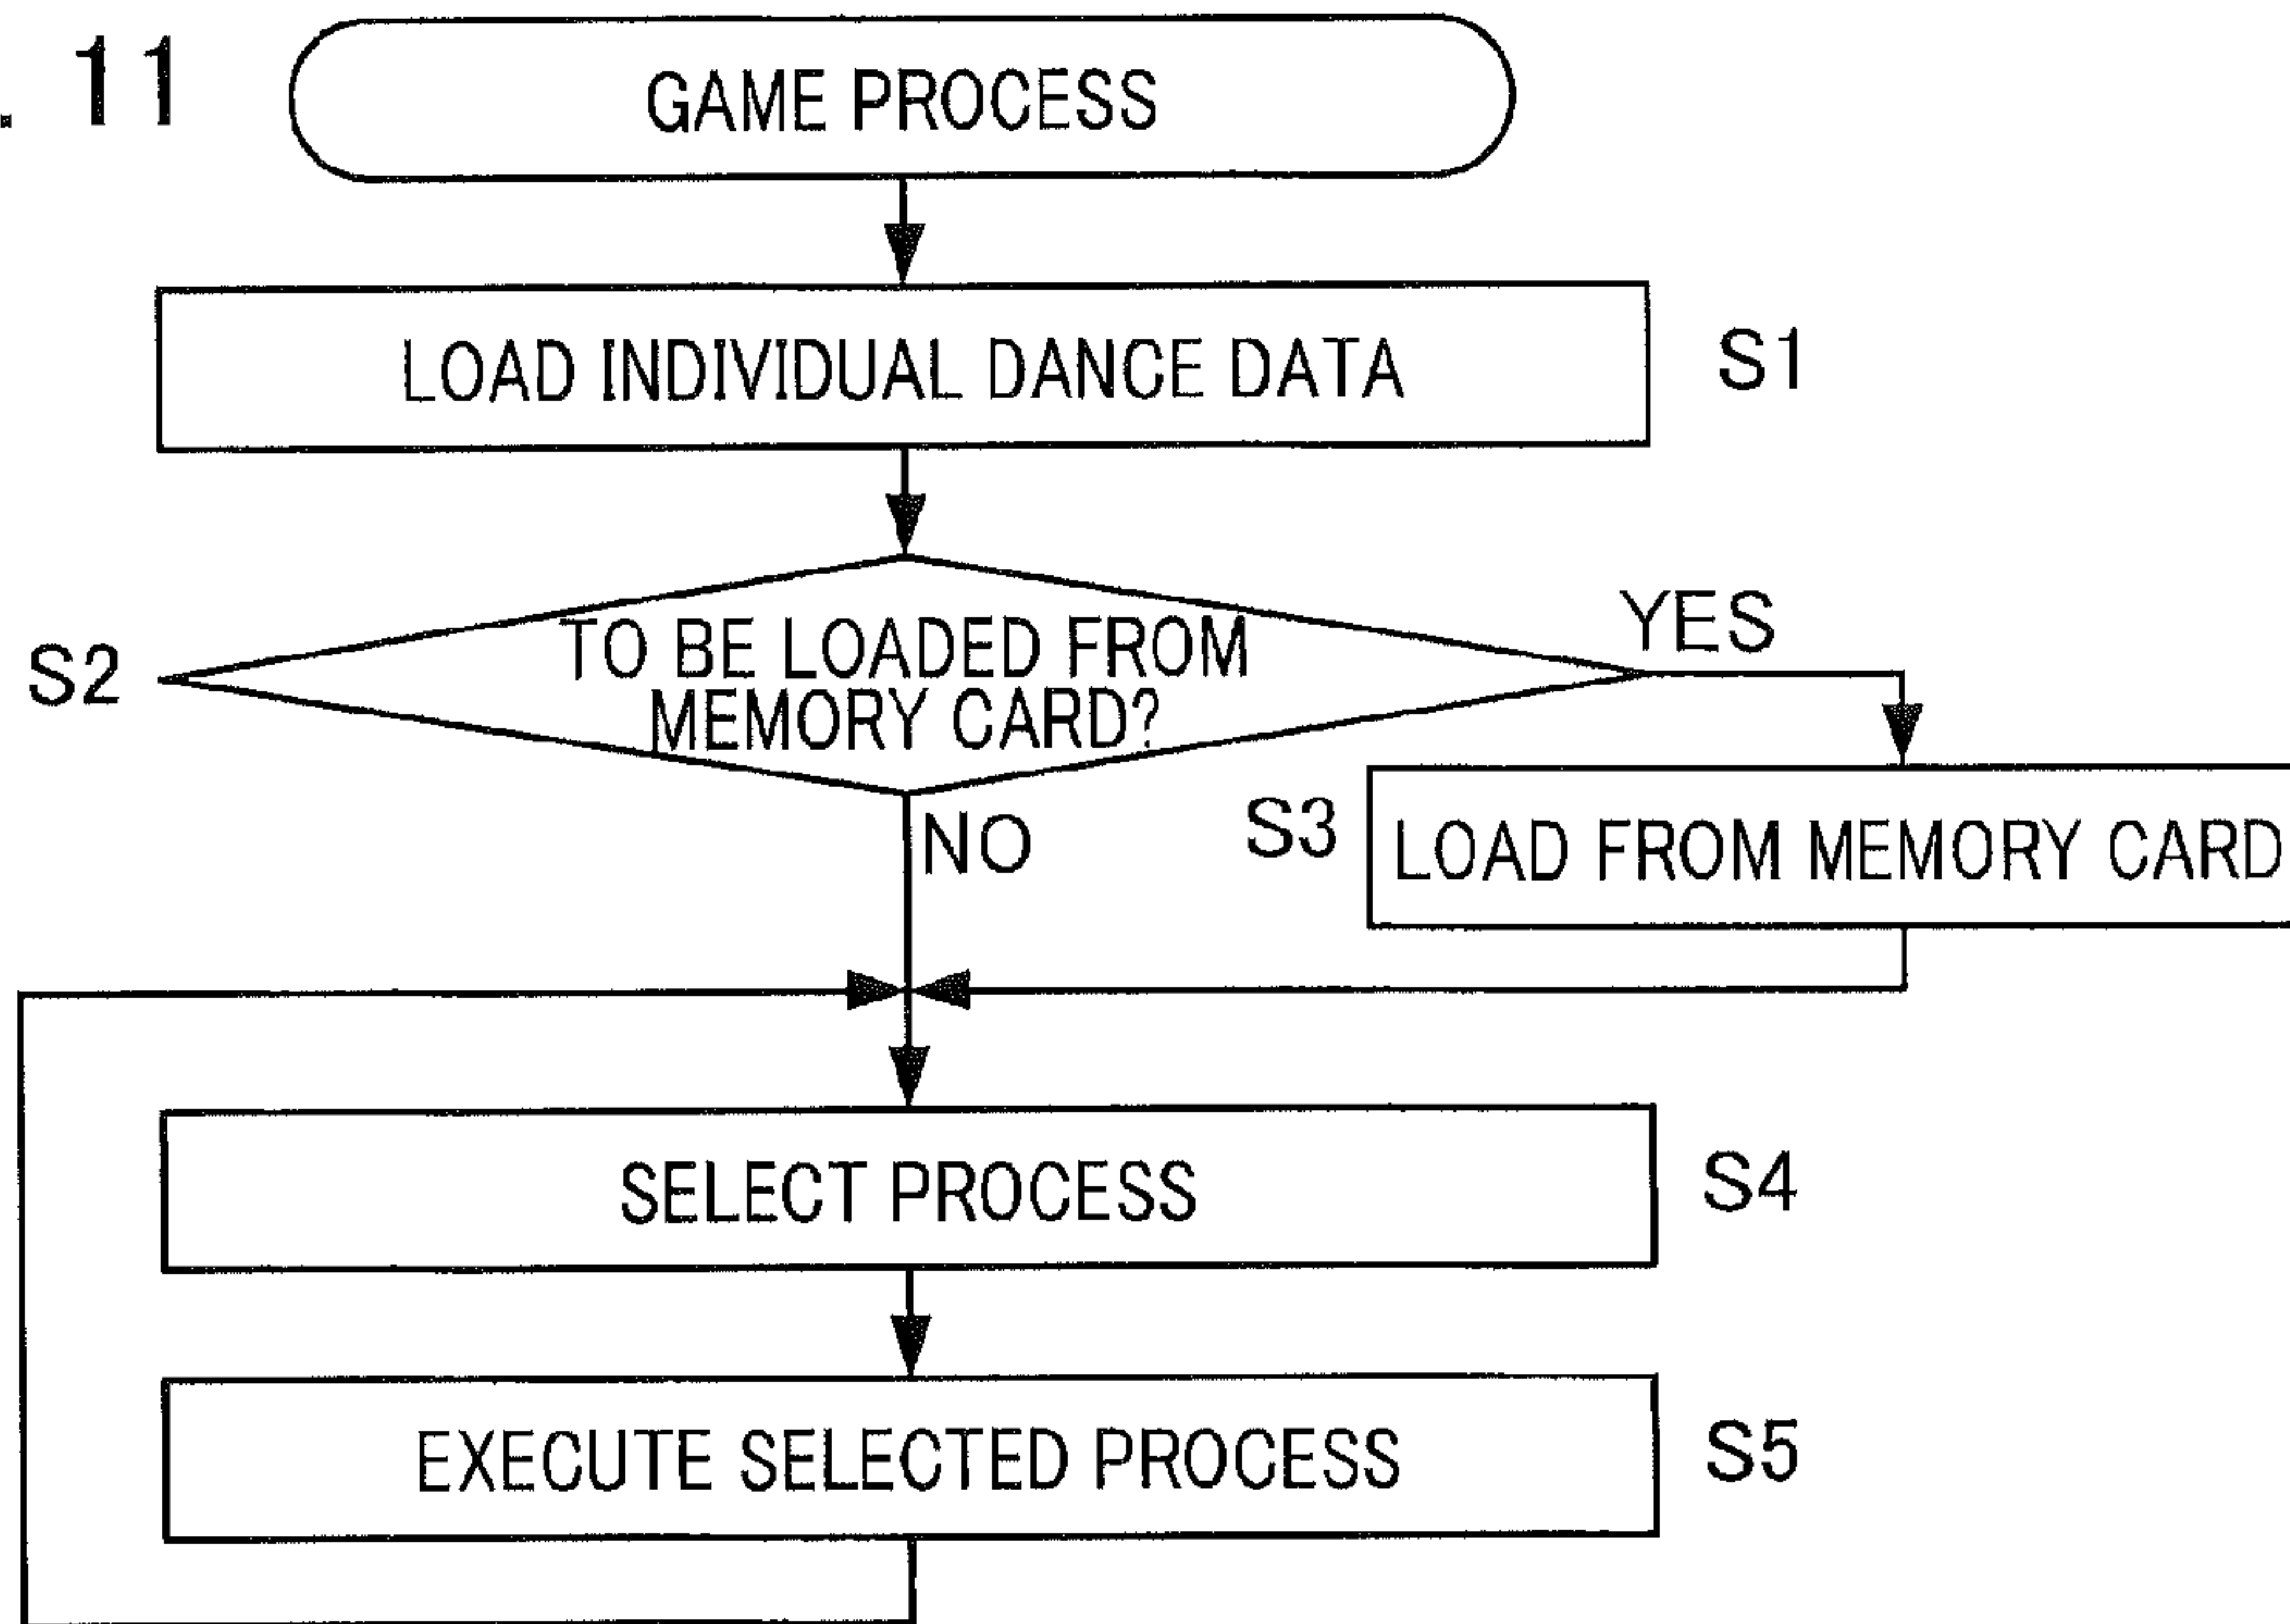 . 11
GAME PROCESS
LOAD INDIVIDUAL DANCE DATA
S1
S2
TO BE LOADED FROM
MEMORY CARD?
YES
NO
S3
LOAD FROM MEMORY CARD
SELECT PROCESS
S4
EXECUTE SELECTED PROCESS
S5